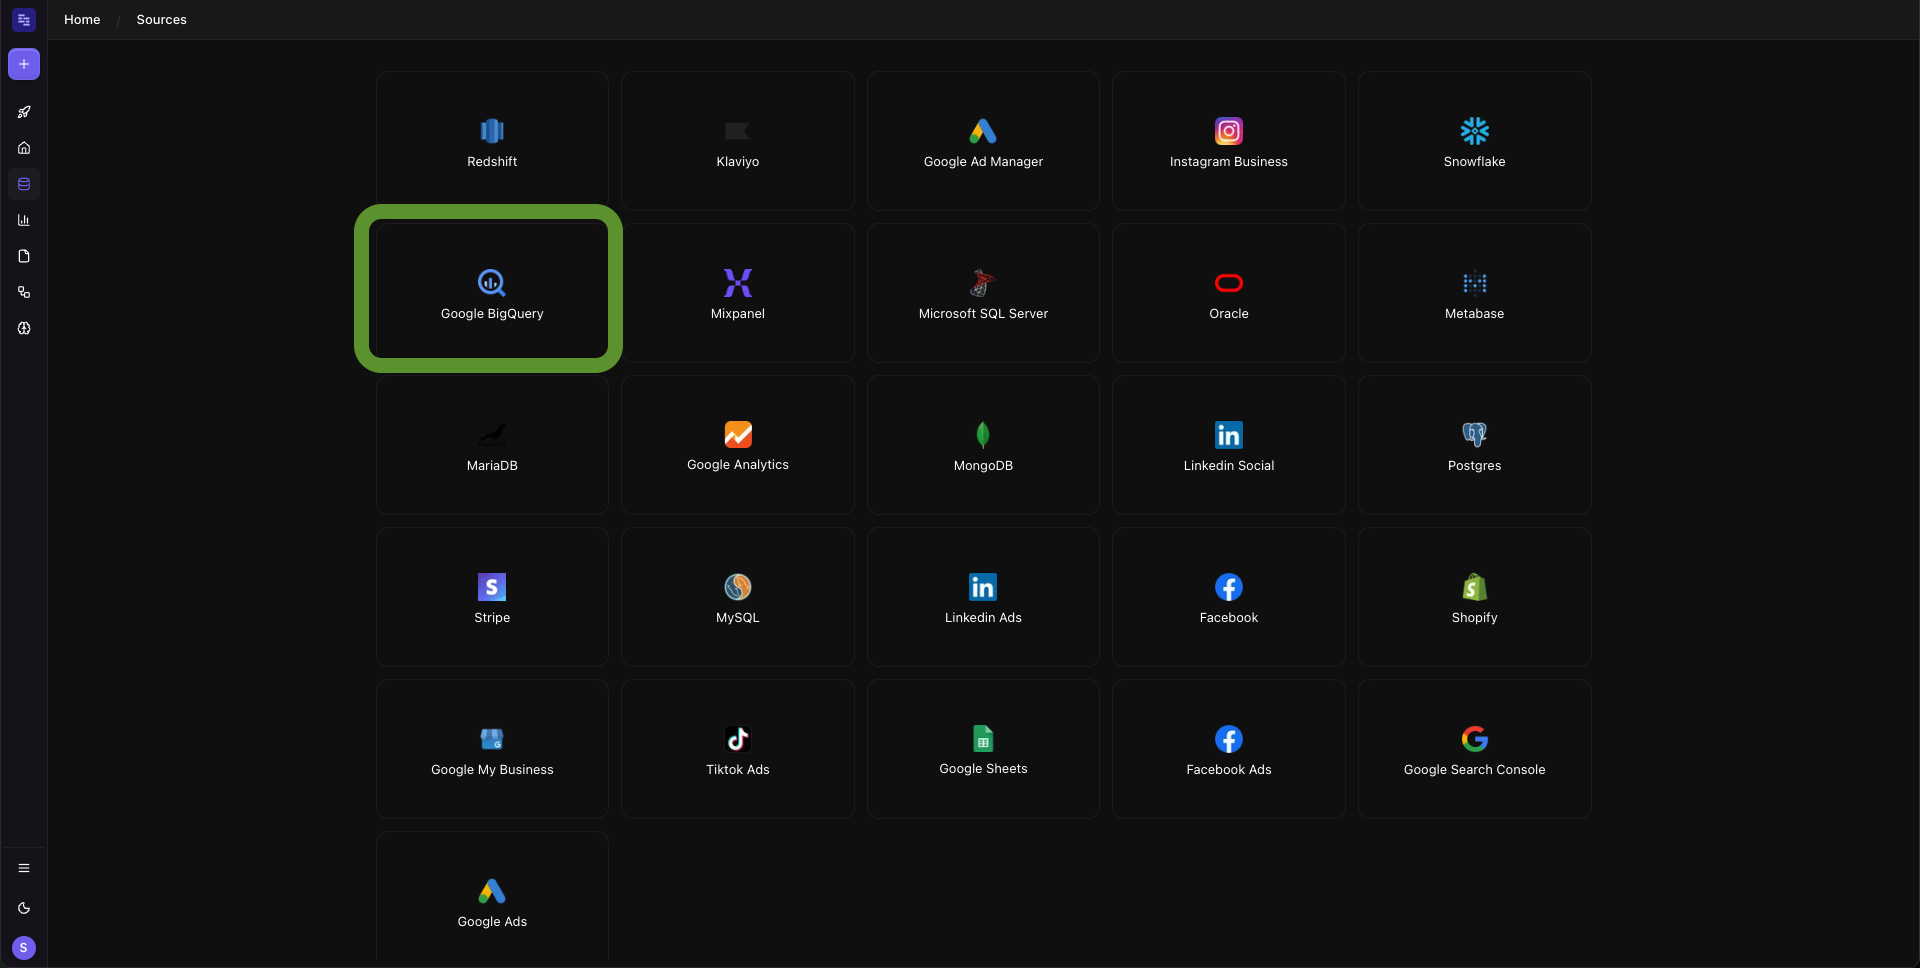 Home / Sources
Redshift
Klaviyo
Google Ad Manager
Instagram Business
Snowflake
Google BigQuery
Mixpanel
Microsoft SQL Server
Oracle
Metabase
MariaDB
Google Analytics
MongoDB
Linkedin Social
Postgres
Stripe
MySQL
Linkedin Ads
Facebook
Shopify
Google My Business
Tiktok Ads
Google Sheets
Facebook Ads
Google Search Console
Google Ads
S